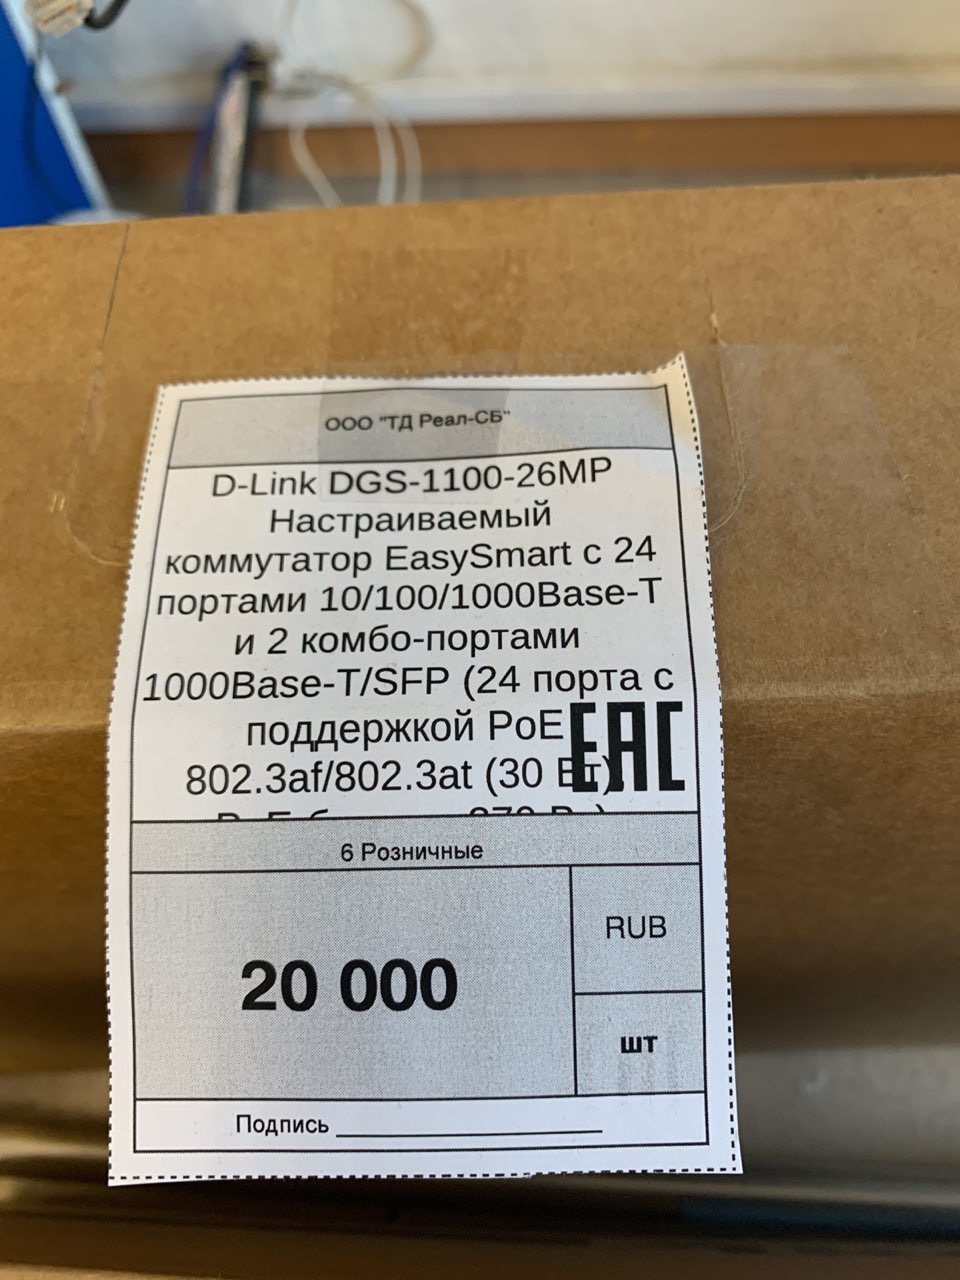 ООО "ТД Реал-СБ"
D-Link DGS-1100-26MP
Настраиваемый
коммутатор EasySmart с 24
портами 10/100/1000Base-T
и 2 комбо-портами
1000Base-T/SFP (24 порта с
поддержкой PoE
802.3af/802.3at (30 Вт)
EAC
6 Розничные
20 000
RUB
шт
Подпись